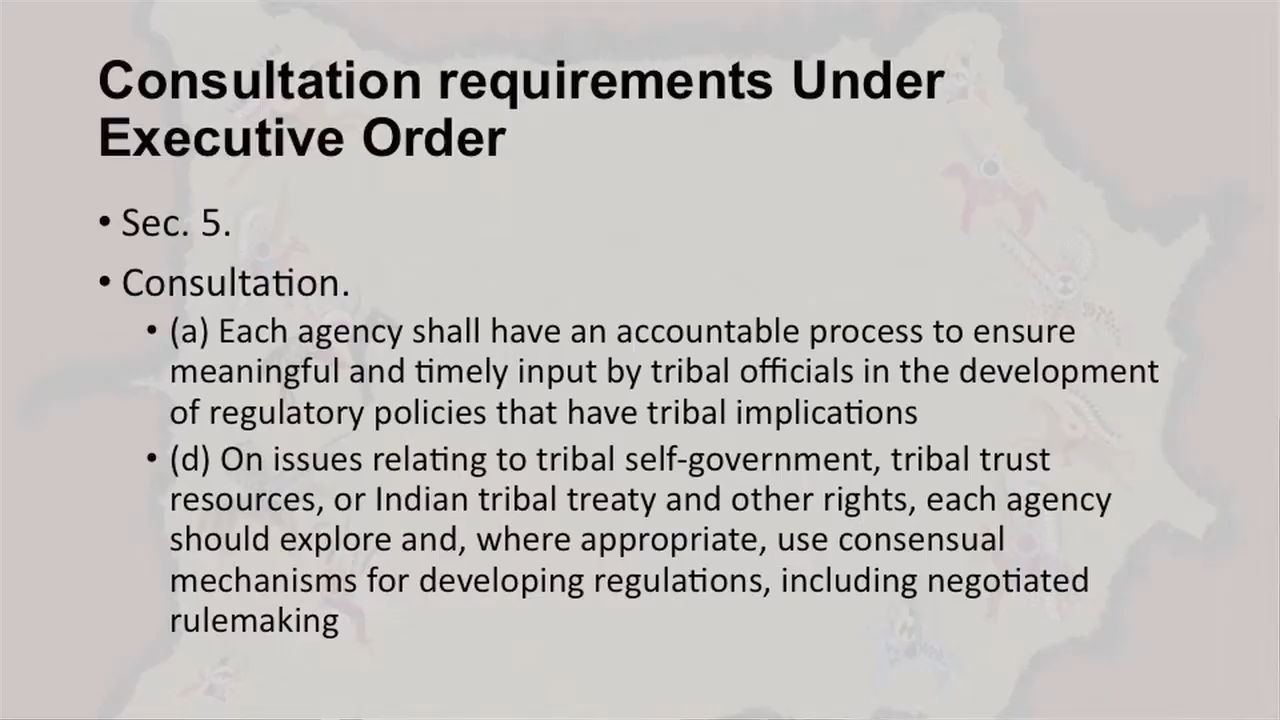 Consultation requirements Under
Executive Order
• Sec. 5.
• Consultation.
• (a) Each agency shall have an accountable process to ensure
meaningful and timely input by tribal officials in the development
of regulatory policies that have tribal implications
• (d) On issues relating to tribal self-government, tribal trust
resources, or Indian tribal treaty and other rights, each agency
should explore and, where appropriate, use consensual
mechanisms for developing regulations, including negotiated
rulemaking